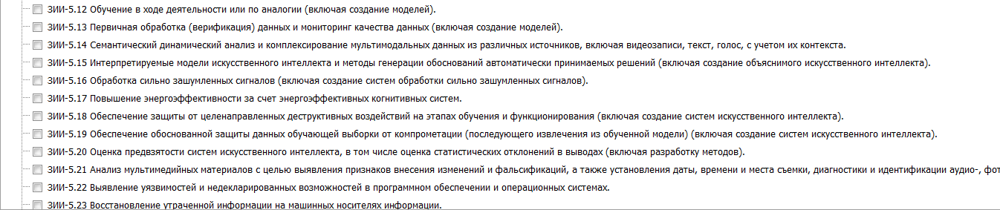 ЗИИ-5.12 Обучение в ходе деятельности или по аналогии (включая создание моделей).
ЗИИ-5.13 Первичная обработка (верификация) данных и мониторинг качества данных (включая создание моделей).
ЗИИ-5.14 Семантический динамический анализ и комплексирование мультимодальных данных из различных источников, включая видеозаписи, текст, голос, с учетом их контекста.
ЗИИ-5.15 Интерпретируемые модели искусственного интеллекта и методы генерации обоснований автоматически принимаемых решений (включая создание объяснимого искусственного интеллекта).
ЗИИ-5.16 Обработка сильно зашумленных сигналов (включая создание систем обработки сильно зашумленных сигналов).
ЗИИ-5.17 Повышение энергоэффективности за счет энергоэффективных когнитивных систем.
ЗИИ-5.18 Обеспечение защиты от целенаправленных деструктивных воздействий на этапах обучения и функционирования (включая создание систем искусственного интеллекта).
ЗИИ-5.19 Обеспечение обоснованной защиты данных обучающей выборки от компрометации (последующего извлечения из обученной модели) (включая создание систем искусственного интеллекта).
ЗИИ-5.20 Оценка предвзятости систем искусственного интеллекта, в том числе оценка статистических отклонений в выводах (включая разработку методов).
ЗИИ-5.21 Анализ мультимедийных материалов с целью выявления признаков внесения изменений и фальсификаций, а также установления даты, времени и места съемки, диагностики и идентификации аудио-, фот
ЗИИ-5.22 Выявление уязвимостей и недекларированных возможностей в программном обеспечении и операционных системах.
ЗИИ-5.23 Восстановление утраченной информации на машинных носителях информации.